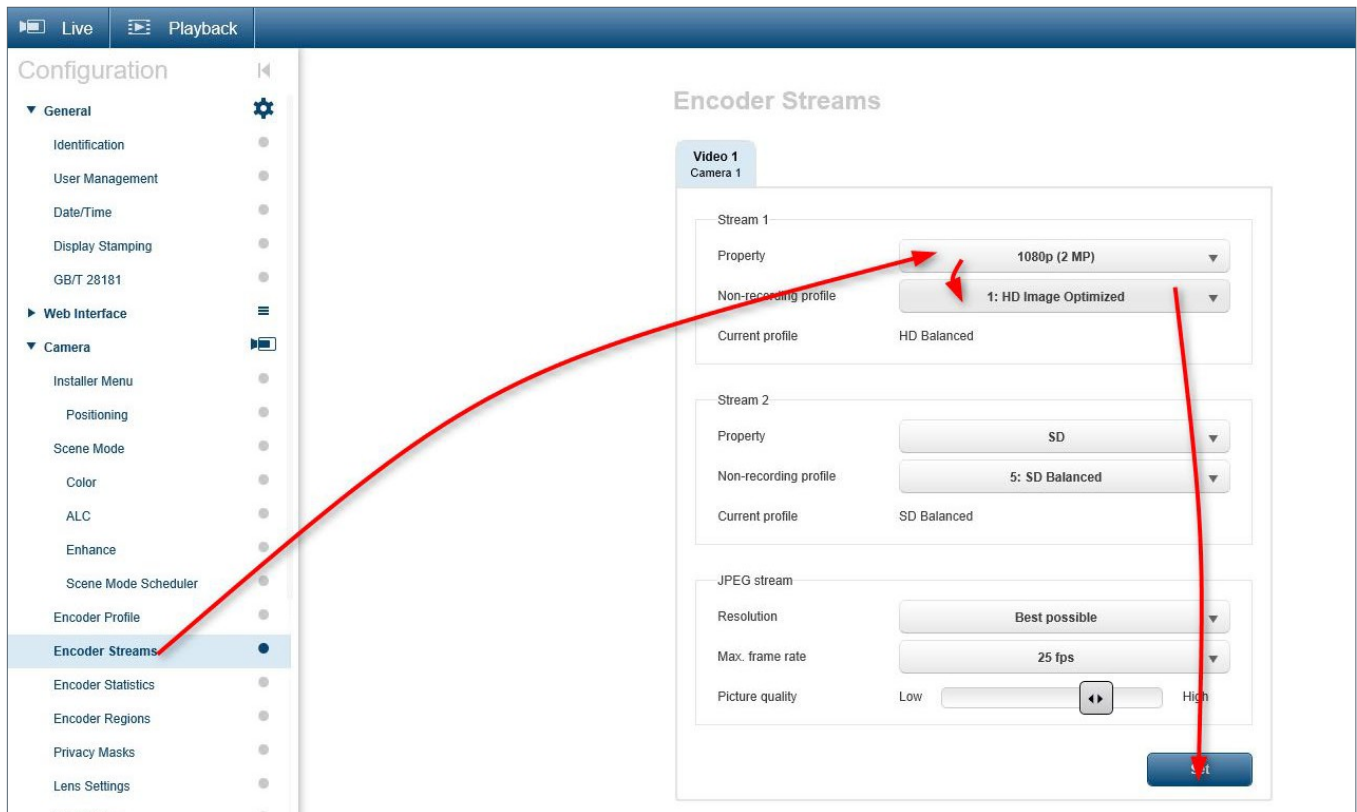 Live
Playback
Configuration
General
Identification
User Management
Date/Time
Display Stamping
GB/T 28181
Web Interface
Camera
Installer Menu
Positioning
Scene Mode
Color
ALC
Enhance
Scene Mode Scheduler
Encoder Profile
Encoder Streams
Encoder Statistics
Encoder Regions
Privacy Masks
Lens Settings
Encoder Streams
Video 1
Camera 1
Stream 1
Property 1080p (2 MP)
Non-recording profile 1: HD Image Optimized
Current profile HD Balanced
Stream 2
Property SD
Non-recording profile 5: SD Balanced
Current profile SD Balanced
JPEG stream
Resolution Best possible
Max. frame rate 25 fps
Picture quality Low High
Set